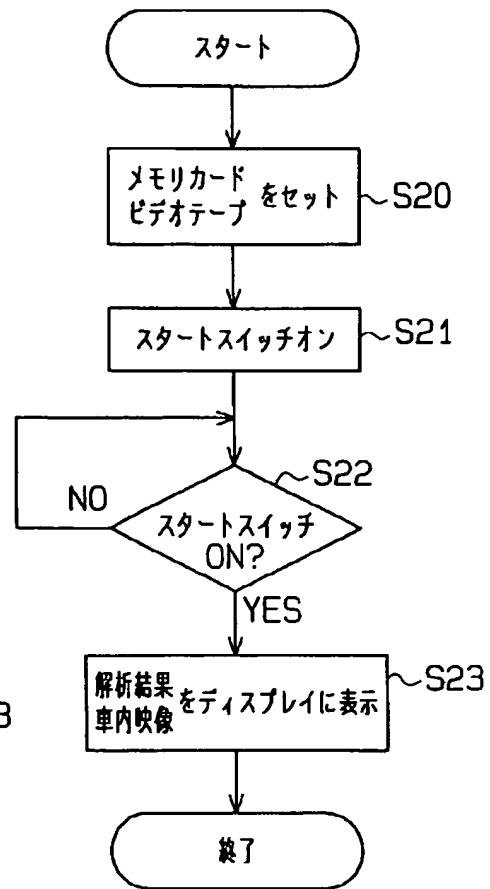 スタート
メモリカード
ビデオテープ をセット
S20
スタートスイッチオン
S21
S22
NO
スタートスイッチ
ON?
YES
解析結果
車内映像 をディスプレイに表示
S23
終了